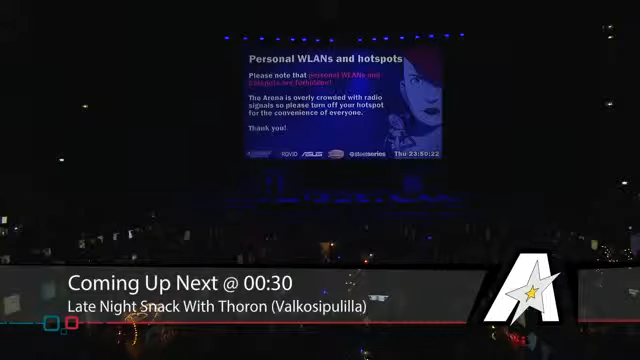 Personal WLANs and hotspots
Please note that personal WLANs and
hotspots are forbidden!
The Arena is overly crowded with radio
signals so please turn off your hotspot
for the convenience of everyone.
Thank you!
ASUS
steelseries
Thu 23:50:22
Coming Up Next @ 00:30
Late Night Snack With Thoron (Valkosipulilla)
A